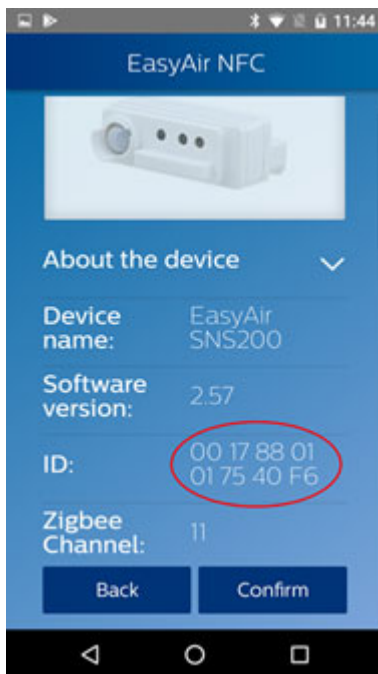 11:44
EasyAir NFC
About the device
Device name:
EasyAir SNS200
Software version:
2.57
ID:
00 17 88 01
01 75 40 F6
Zigbee Channel:
11
Back
Confirm